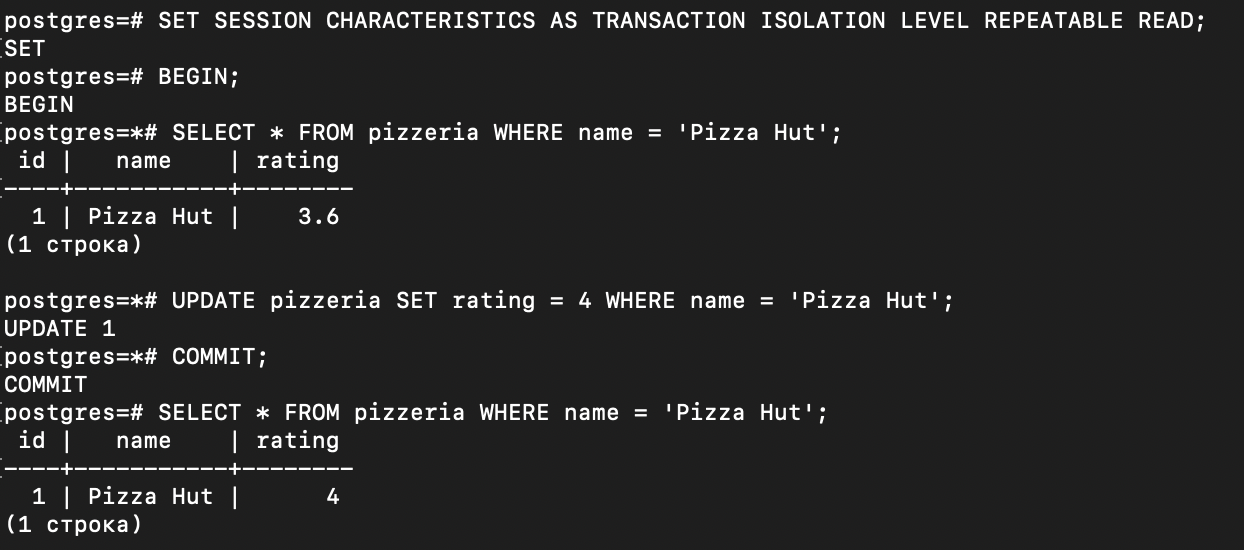 postgres=# SET SESSION CHARACTERISTICS AS TRANSACTION ISOLATION LEVEL REPEATABLE READ;
SET
postgres=# BEGIN;
BEGIN
postgres=*# SELECT * FROM pizzeria WHERE name = 'Pizza Hut';
 id |   name    | rating
----+-----------+--------
  1 | Pizza Hut |    3.6
(1 строка)

postgres=*# UPDATE pizzeria SET rating = 4 WHERE name = 'Pizza Hut';
UPDATE 1
postgres=*# COMMIT;
COMMIT
postgres=# SELECT * FROM pizzeria WHERE name = 'Pizza Hut';
 id |   name    | rating
----+-----------+--------
  1 | Pizza Hut |      4
(1 строка)